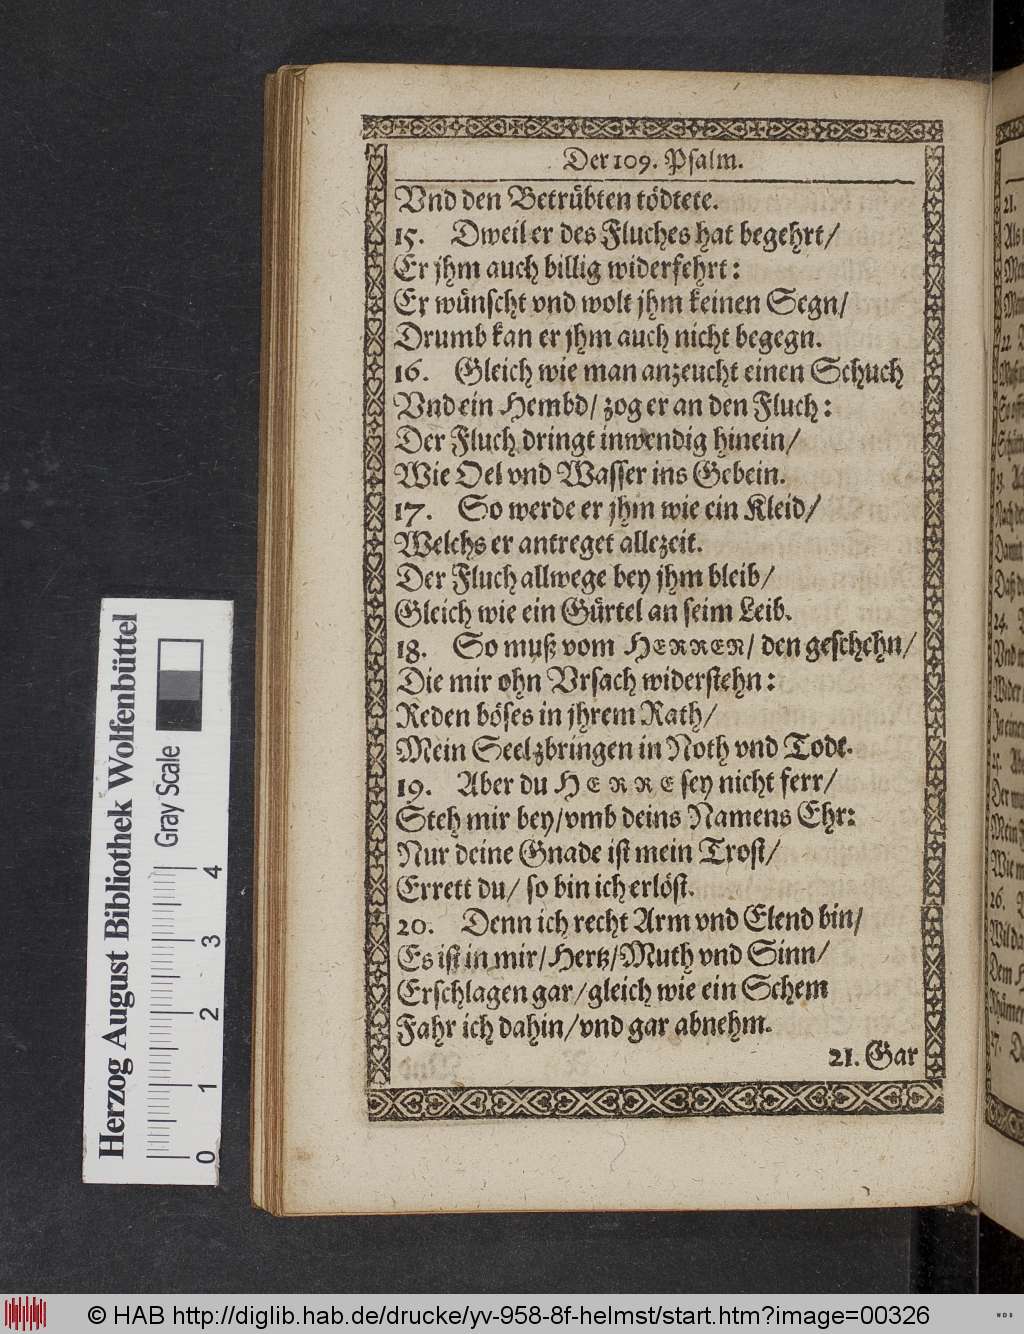 Der 109. Psalm.
Vnd den Betrübten tödtete.
15. Dweil er des Fluches hat begehrt/
Er jhm auch billig widerfehrt:
Er wünscht vnd wolt jhm keinen Segn/
Drumb kan er jhm auch nicht begegn.
16. Gleich wie man anzeucht einen Schuch
Vnd ein Hembd/ zog er an den Fluch:
Der Fluch dringt inwendig hinein/
Wie Oel vnd Wasser ins Gebein.
17. So werde er jhm wie ein Kleid/
Welchs er antreget allezeit.
Der Fluch allwege bey jhm bleib/
Gleich wie ein Gürtel an seim Leib.
18. So muß vom HERREN/ den geschehn/
Die mir ohn Vrsach widerstehn:
Reden böses in jhrem Rath/
Mein Seel zbringen in Noth vnd Todt.
19. Aber du HERRE sey nicht ferr/
Steh mir bey/vmb deins Namens Ehr:
Nur deine Gnade ist mein Trost/
Errett du/ so bin ich erlöst.
20. Denn ich recht Arm vnd Elend bin/
Es ist in mir/Hertz/Muth vnd Sinn/
Erschlagen gar/gleich wie ein Schem
Fahr ich dahin/vnd gar abnehm.
21. Gar
Herzog August Bibliothek Wolfenbüttel
Gray Scale
0 1 2 3 4
21.
22.
23.
24.
25.
26.
© HAB http://diglib.hab.de/drucke/yv-958-8f-helmst/start.htm?image=00326
WDB